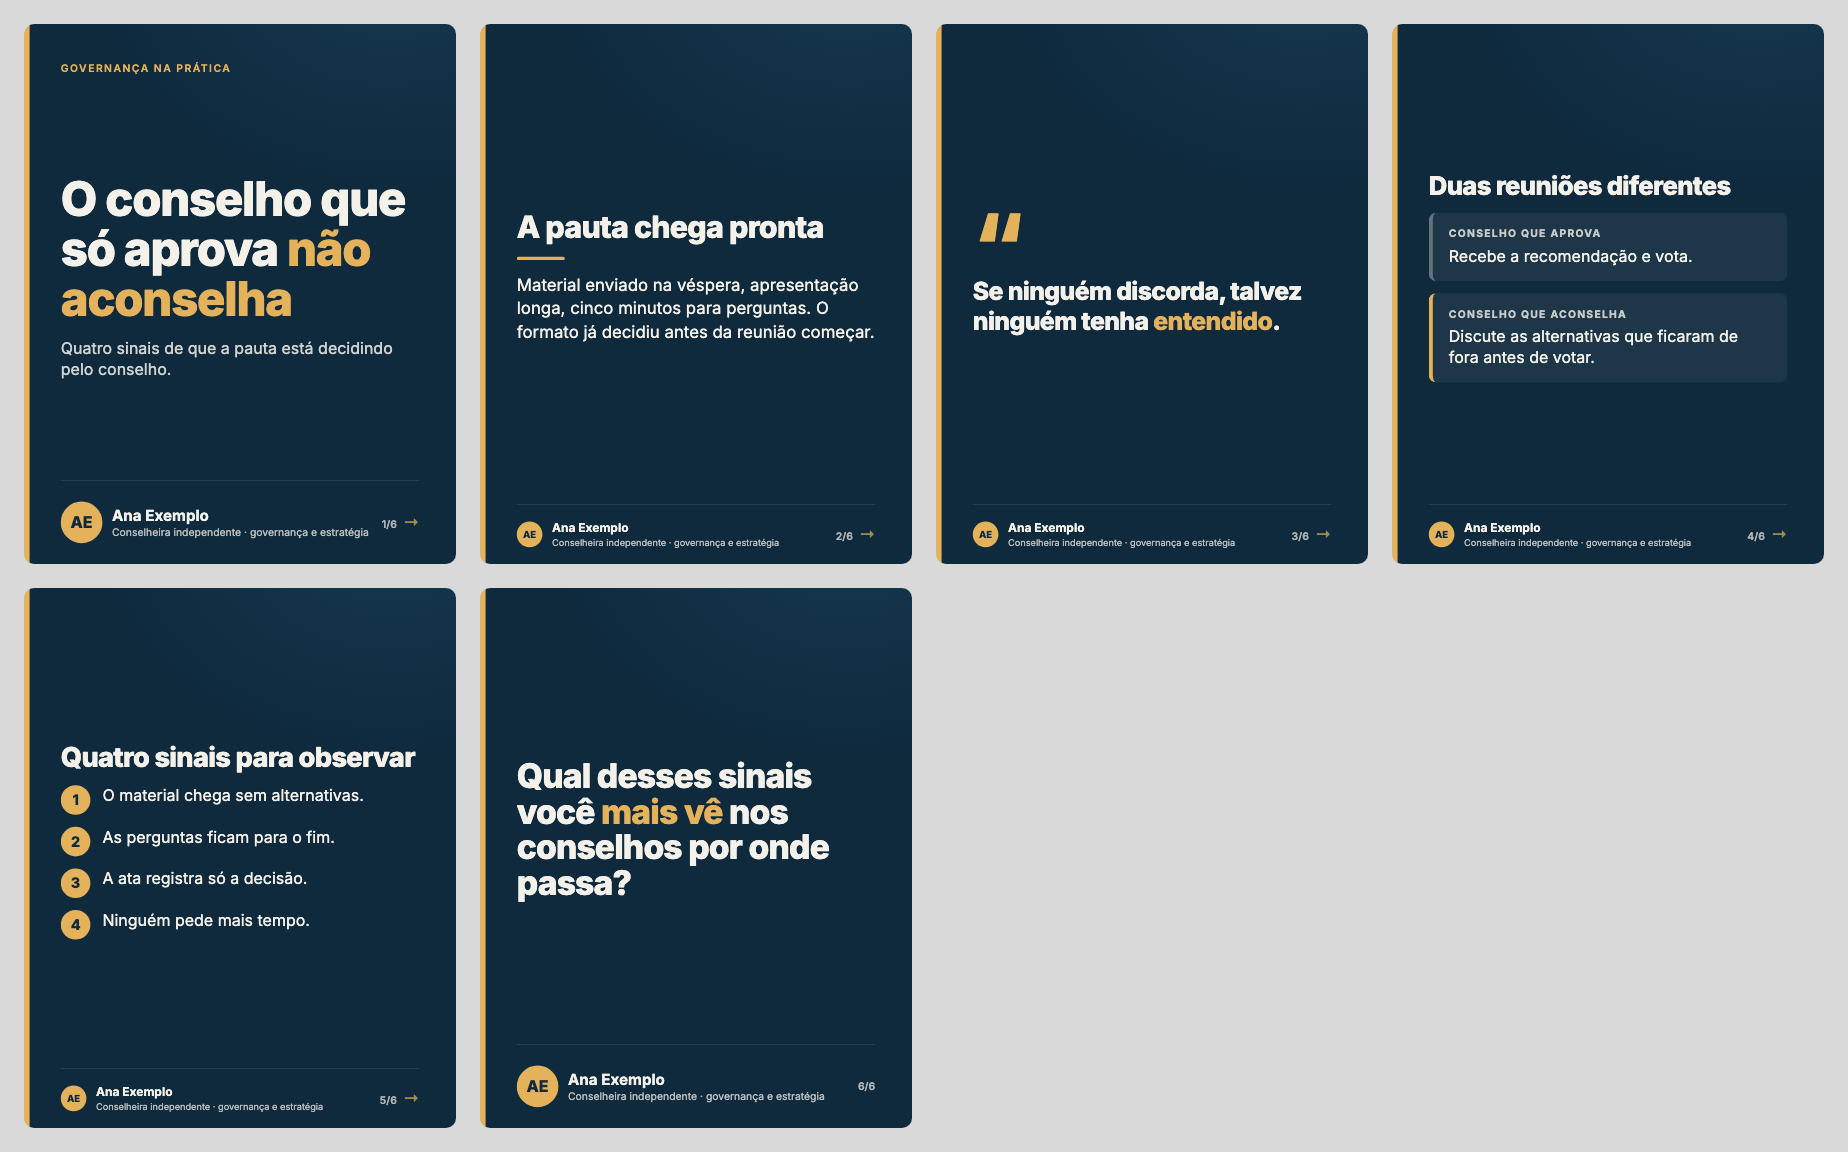 GOVERNANÇA NA PRÁTICA
O conselho que
só aprova não
aconselha
Quatro sinais de que a pauta está decidindo
pelo conselho.
AE
Ana Exemplo
Conselheira independente · governança e estratégia
1/6 →
A pauta chega pronta
Material enviado na véspera, apresentação
longa, cinco minutos para perguntas. O
formato já decidiu antes da reunião começar.
AE
Ana Exemplo
Conselheira independente · governança e estratégia
2/6 →
"
Se ninguém discorda, talvez
ninguém tenha entendido.
AE
Ana Exemplo
Conselheira independente · governança e estratégia
3/6 →
Duas reuniões diferentes
CONSELHO QUE APROVA
Recebe a recomendação e vota.
CONSELHO QUE ACONSELHA
Discute as alternativas que ficaram de
fora antes de votar.
AE
Ana Exemplo
Conselheira independente · governança e estratégia
4/6 →
Quatro sinais para observar
1 O material chega sem alternativas.
2 As perguntas ficam para o fim.
3 A ata registra só a decisão.
4 Ninguém pede mais tempo.
AE
Ana Exemplo
Conselheira independente · governança e estratégia
5/6 →
Qual desses sinais
você mais vê nos
conselhos por onde
passa?
AE
Ana Exemplo
Conselheira independente · governança e estratégia
6/6